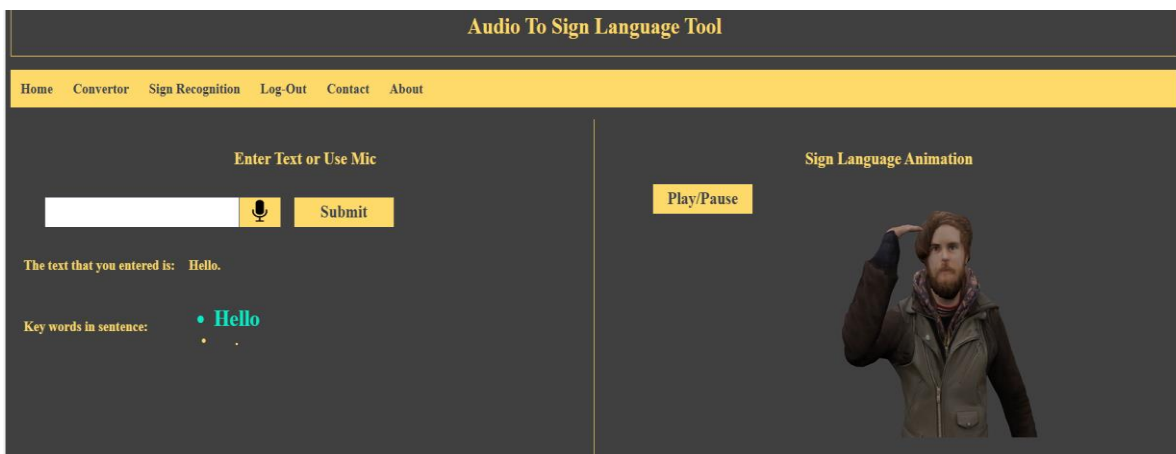 Audio To Sign Language Tool
Home Convertor Sign Recognition Log-Out Contact About
Enter Text or Use Mic
Submit
The text that you entered is: Hello.
Key words in sentence:
• Hello
• .
Sign Language Animation
Play/Pause